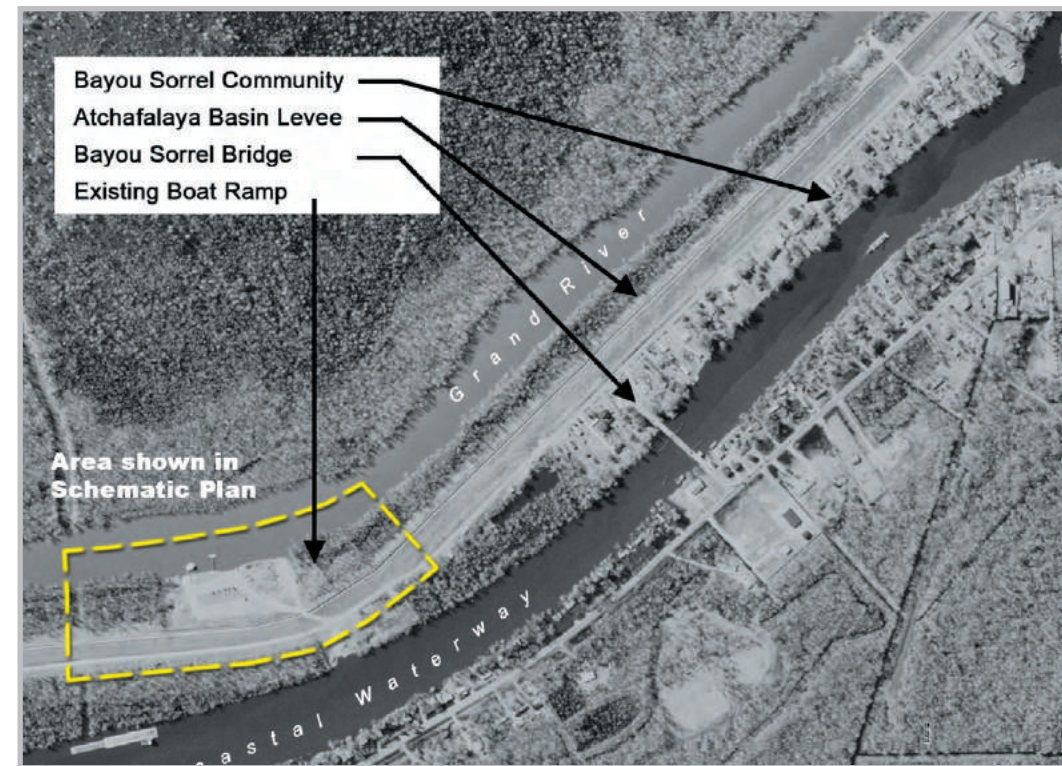 Bayou Sorrel Community
Atchafalaya Basin Levee
Bayou Sorrel Bridge
Existing Boat Ramp
Grand River
Area shown in
Schematic Plan
astal Waterway